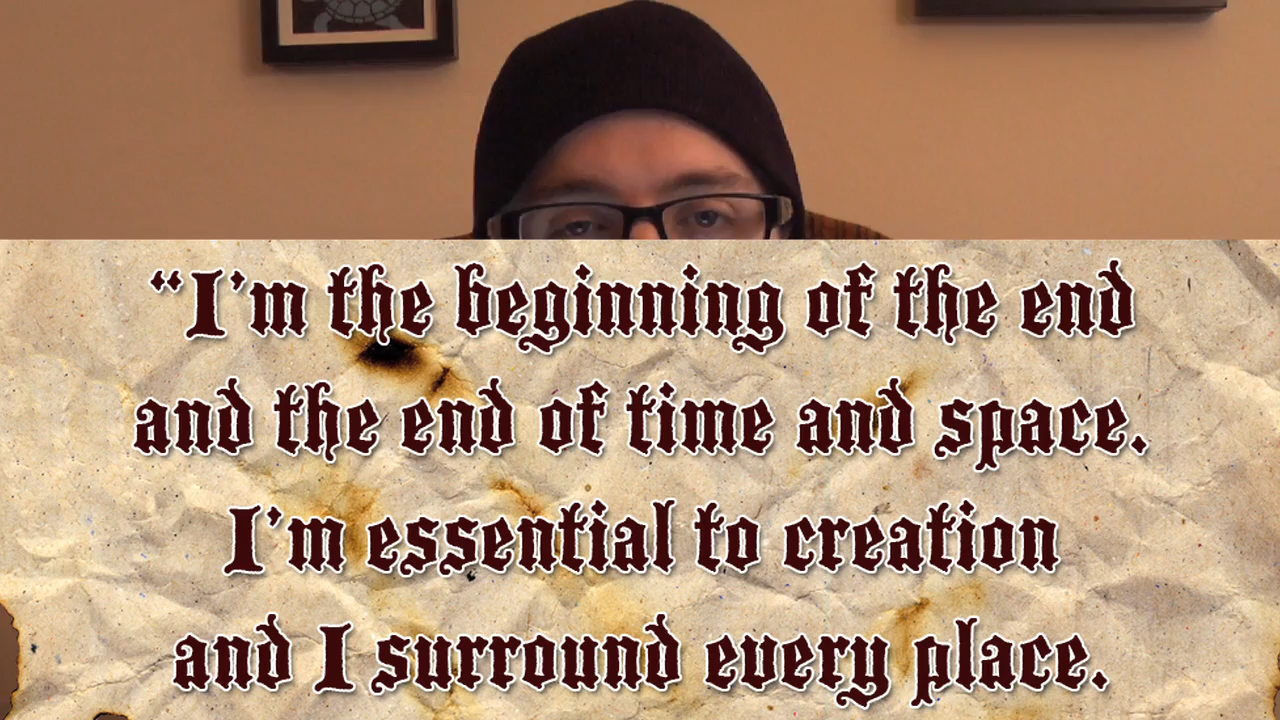 “I’m the beginning of the end
and the end of time and space.
I’m essential to creation
and I surround every place.